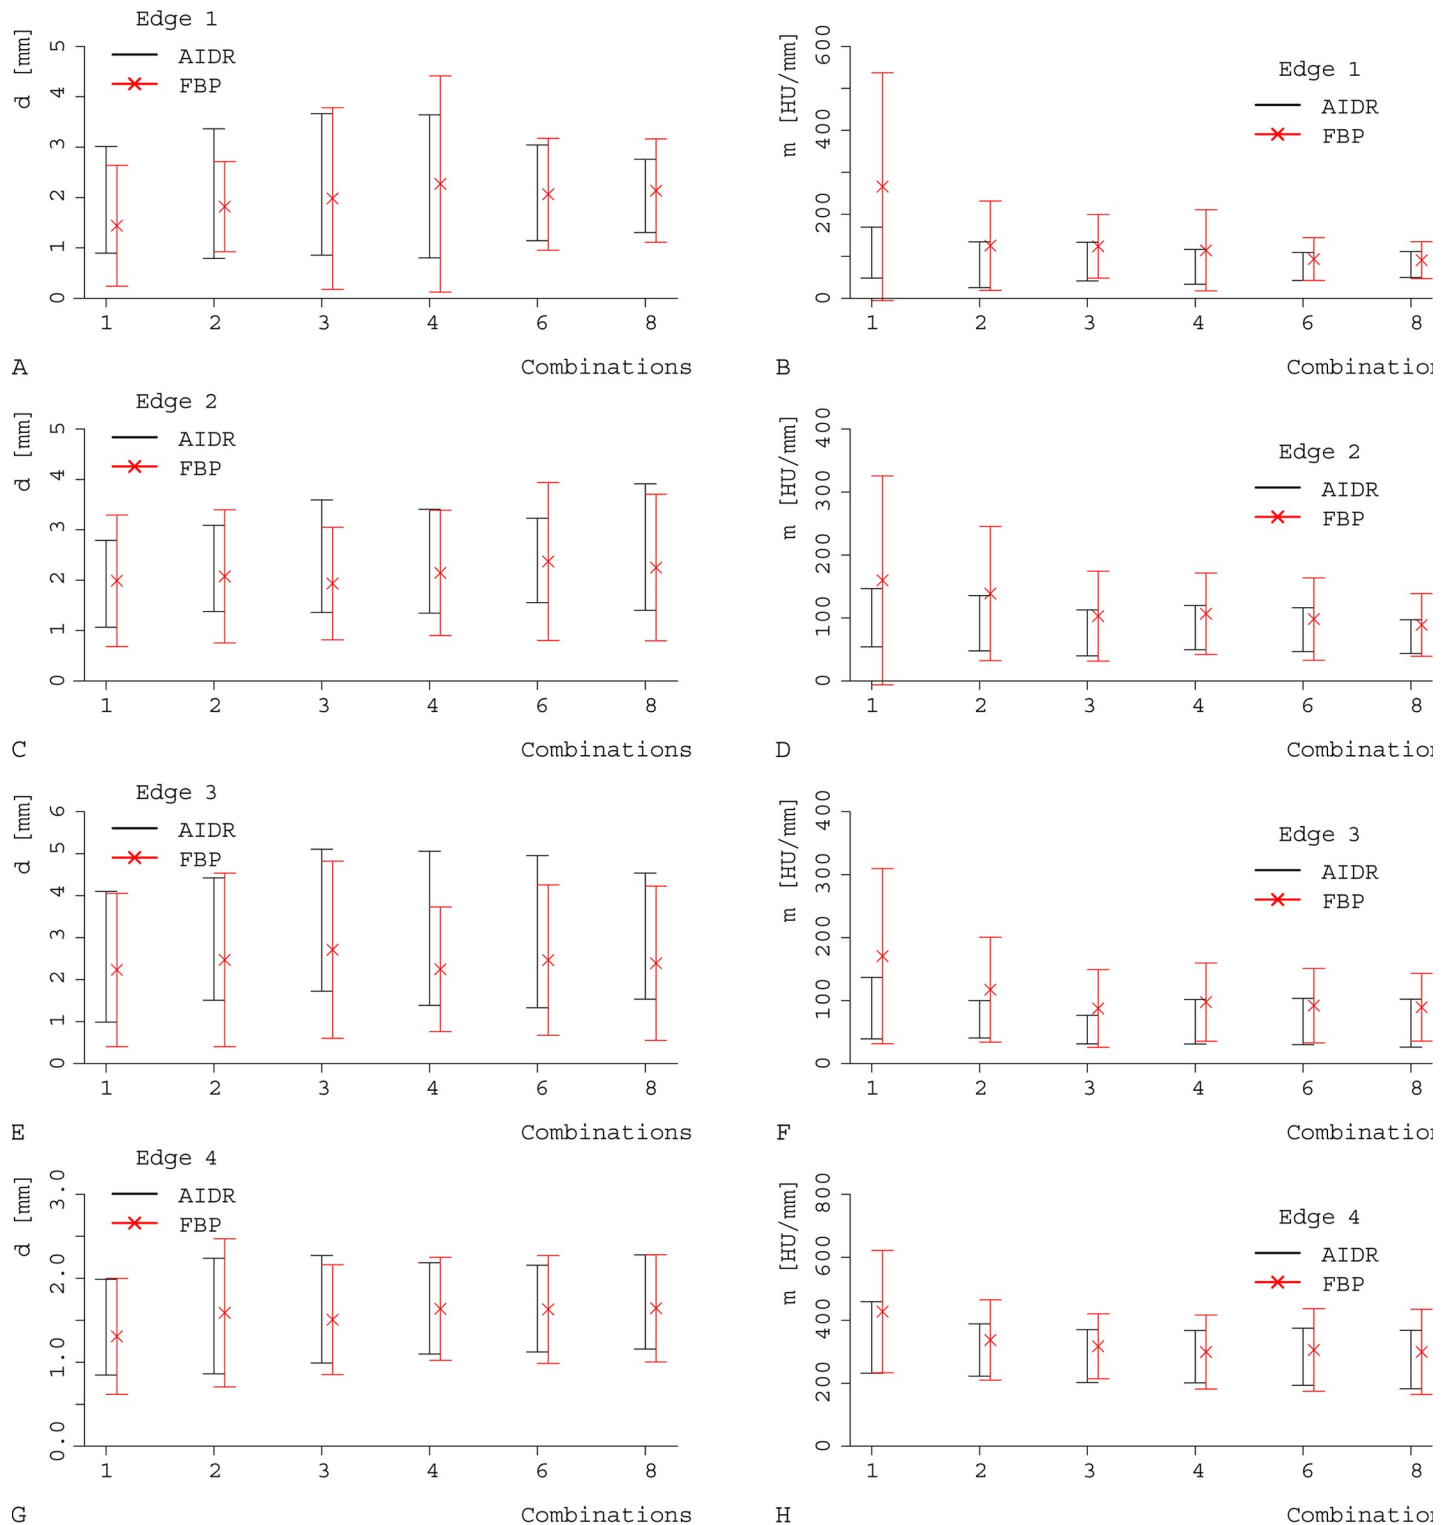 Edge 1
AIDR
FBP
d [mm]
0 1 2 3 4 5
1 2 3 4 6 8
Combinations
A
Edge 1
AIDR
FBP
m [HU/mm]
0 200 400 600
1 2 3 4 6 8
Combination
B
Edge 2
AIDR
FBP
d [mm]
0 1 2 3 4 5
1 2 3 4 6 8
Combinations
C
Edge 2
AIDR
FBP
m [HU/mm]
0 100 200 300 400
1 2 3 4 6 8
Combination
D
Edge 3
AIDR
FBP
d [mm]
0 1 2 3 4 5 6
1 2 3 4 6 8
Combinations
E
Edge 3
AIDR
FBP
m [HU/mm]
0 100 200 300 400
1 2 3 4 6 8
Combination
F
Edge 4
AIDR
FBP
d [mm]
0.0 1.0 2.0 3.0
1 2 3 4 6 8
Combinations
G
Edge 4
AIDR
FBP
m [HU/mm]
0 200 400 600 800
1 2 3 4 6 8
Combination
H